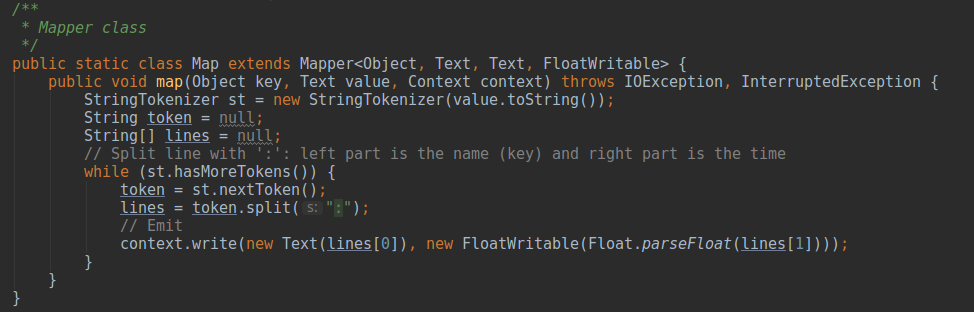 /**
 * Mapper class
 */
public static class Map extends Mapper<Object, Text, Text, FloatWritable> {
    public void map(Object key, Text value, Context context) throws IOException, InterruptedException {
        StringTokenizer st = new StringTokenizer(value.toString());
        String token = null;
        String[] lines = null;
        // Split line with ':': left part is the name (key) and right part is the time
        while (st.hasMoreTokens()) {
            token = st.nextToken();
            lines = token.split( s: ":");
            // Emit
            context.write(new Text(lines[0]), new FloatWritable(Float.parseFloat(lines[1])));
        }
    }
}